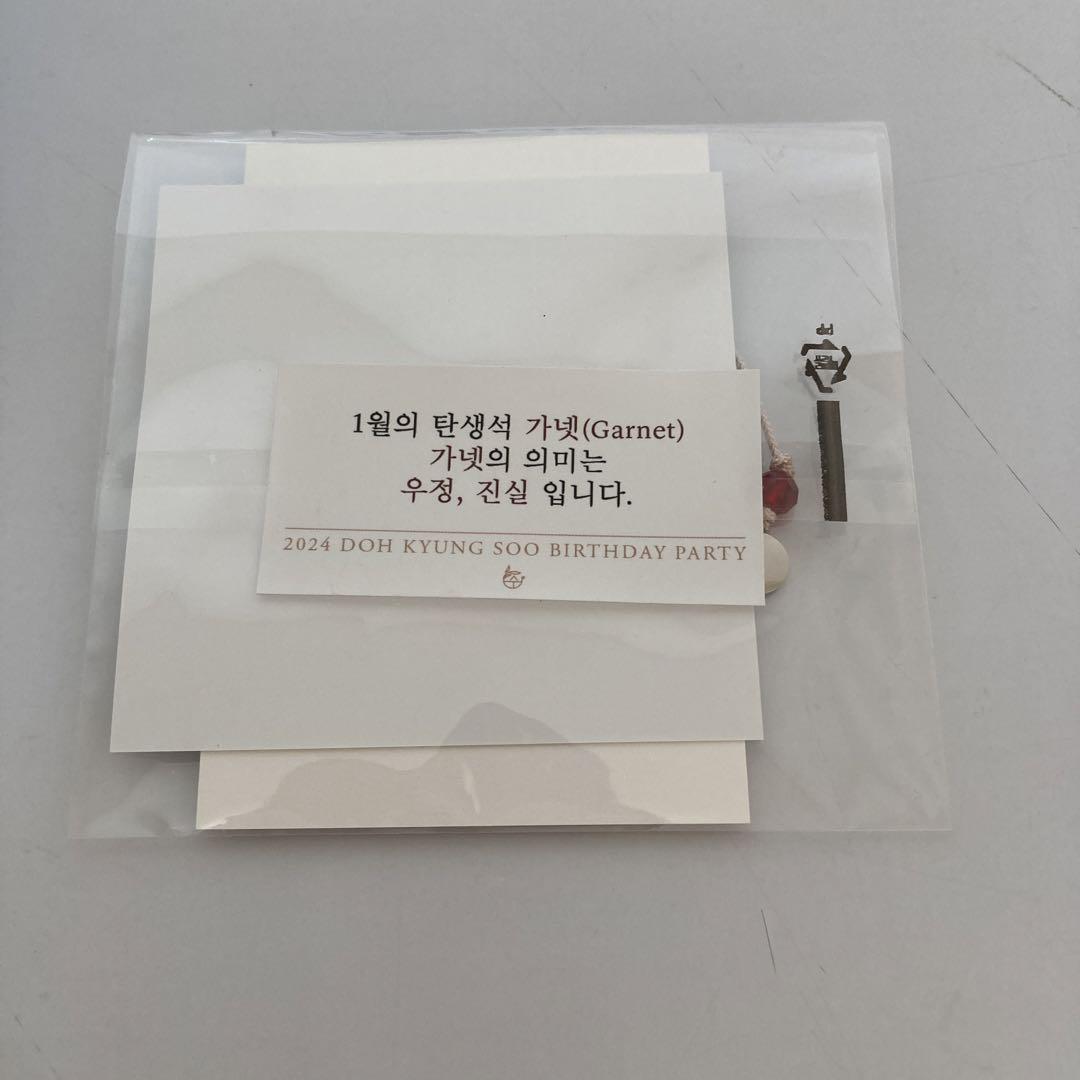 1월의 탄생석 가넷(Garnet)
가넷의 의미는
우정, 진실 입니다.
2024 DOH KYUNG SOO BIRTHDAY PARTY